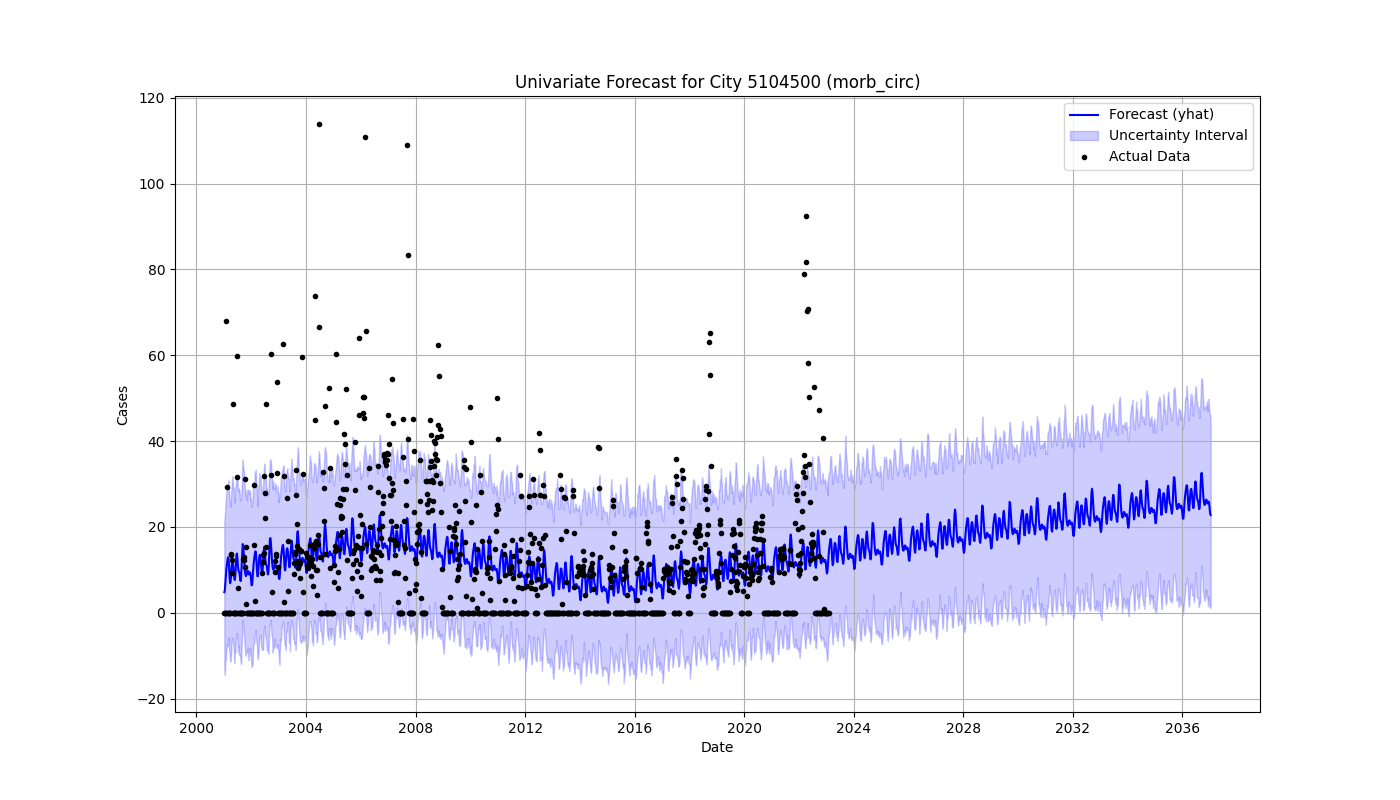 Univariate Forecast for City 5104500 (morb_circ)
Forecast (yhat)
Uncertainty Interval
Actual Data
Cases
120
100
80
60
40
20
0
−20
2000 2004 2008 2012 2016 2020 2024 2028 2032 2036
Date